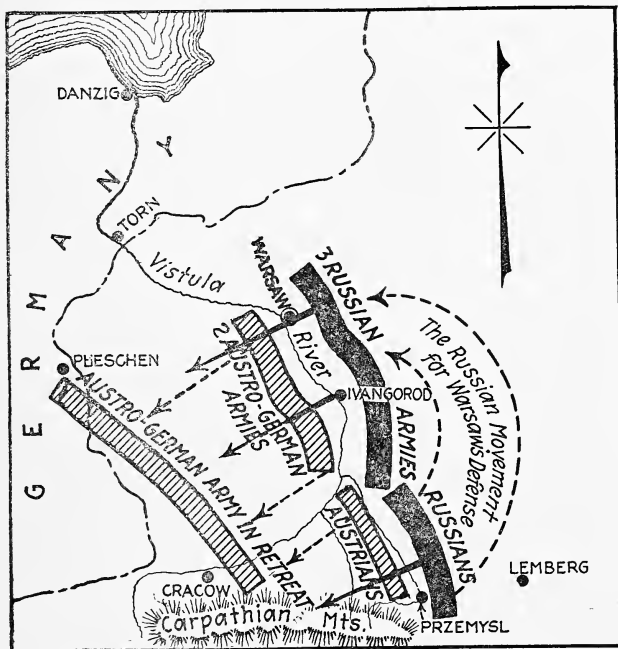 DANZIG
GERMANY
TORN
Vistula
WARSAW
River
3 RUSSIAN
ARMIES
The Russian Movement
for Warsaw's Defense
PLESCHEN
2 AUSTRO-GERMAN
ARMIES
IVANGOROD
AUSTRO-GERMAN ARMY IN RETREAT
AUSTRIANS
RUSSIANS
LEMBERG
CRACOW
Carpathian Mts.
PRZEMYSL